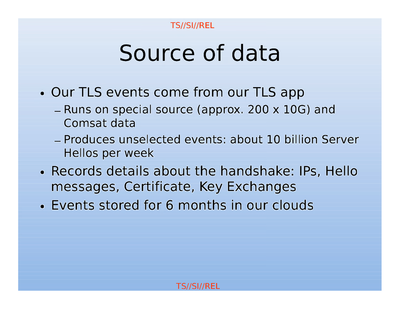 TS//SI//REL
Source of data
• Our TLS events come from our TLS app
– Runs on special source (approx. 200 x 10G) and
Comsat data
– Produces unselected events: about 10 billion Server
Hellos per week
• Records details about the handshake: IPs, Hello
messages, Certificate, Key Exchanges
• Events stored for 6 months in our clouds
TS//SI//REL